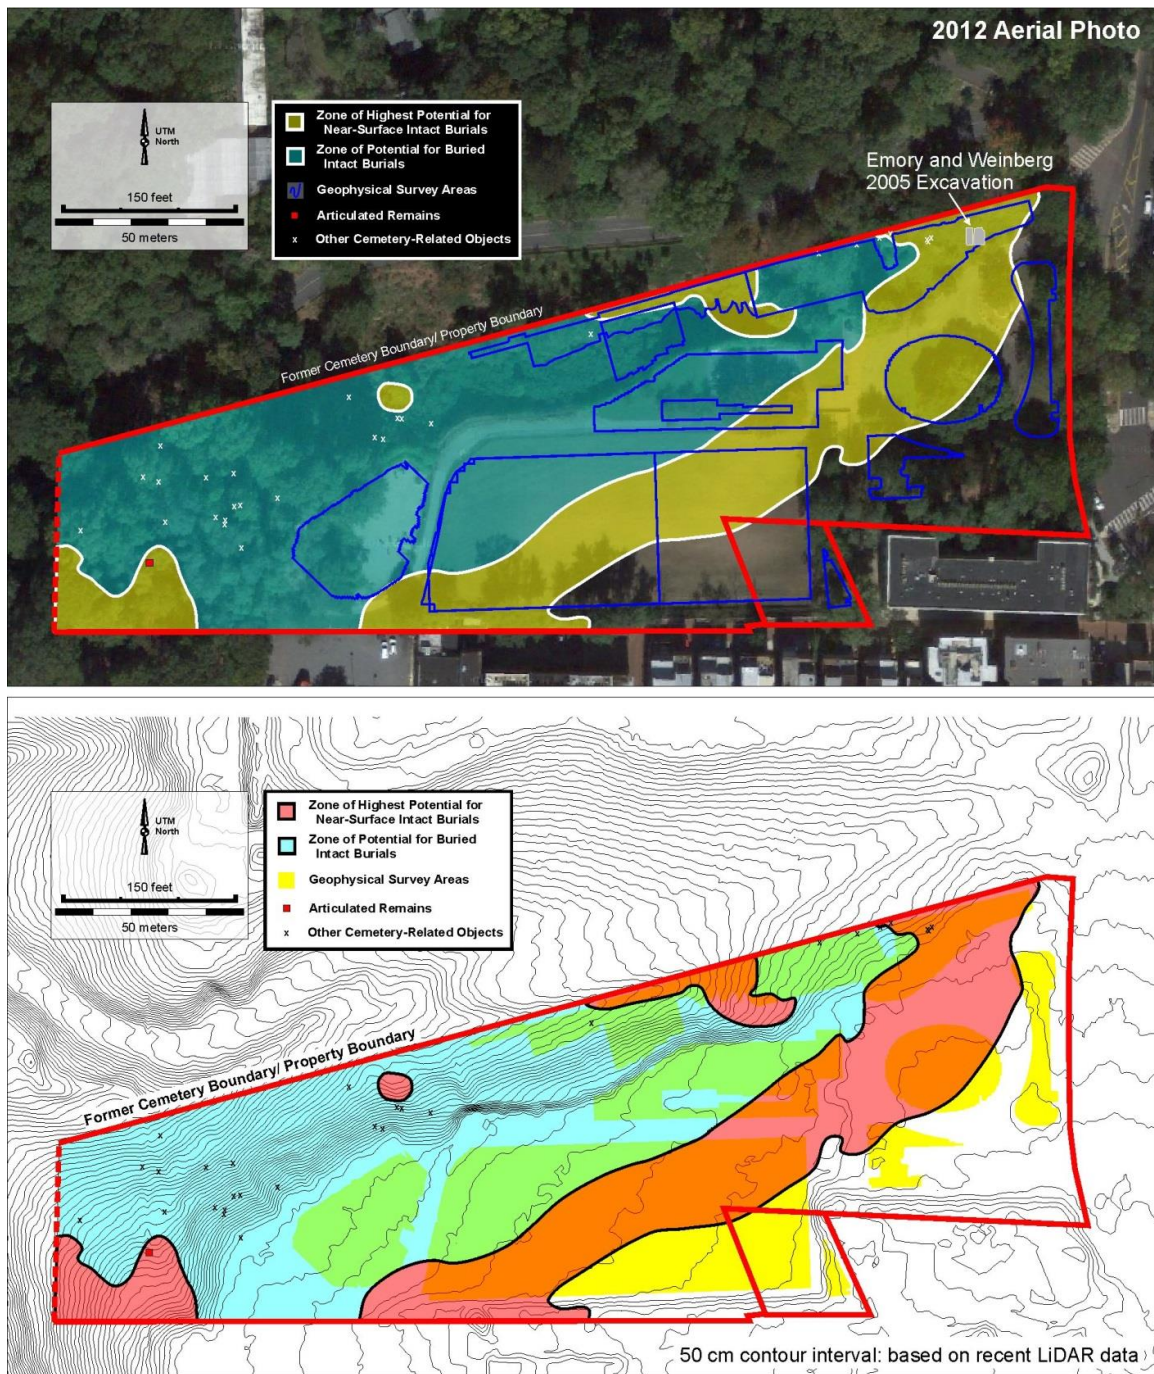 2012 Aerial Photo
UTM
North
150 feet
50 meters
Zone of Highest Potential for
Near-Surface Intact Burials
Zone of Potential for Buried
Intact Burials
Geophysical Survey Areas
Articulated Remains
x Other Cemetery-Related Objects
Emory and Weinberg
2005 Excavation
Former Cemetery Boundary/ Property Boundary
UTM
North
150 feet
50 meters
Zone of Highest Potential for
Near-Surface Intact Burials
Zone of Potential for Buried
Intact Burials
Geophysical Survey Areas
Articulated Remains
x Other Cemetery-Related Objects
Former Cemetery Boundary/ Property Boundary
50 cm contour interval: based on recent LiDAR data